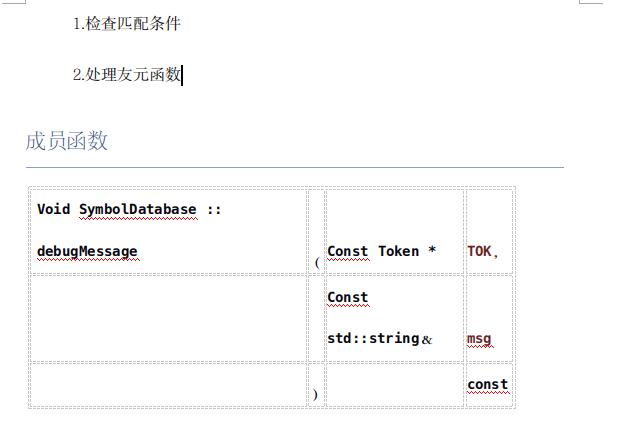 1.检查匹配条件
2.处理友元函数
成员函数
Void SymbolDatabase ::
debugMessage ( Const Token * TOK,
Const
std::string& msg
) const